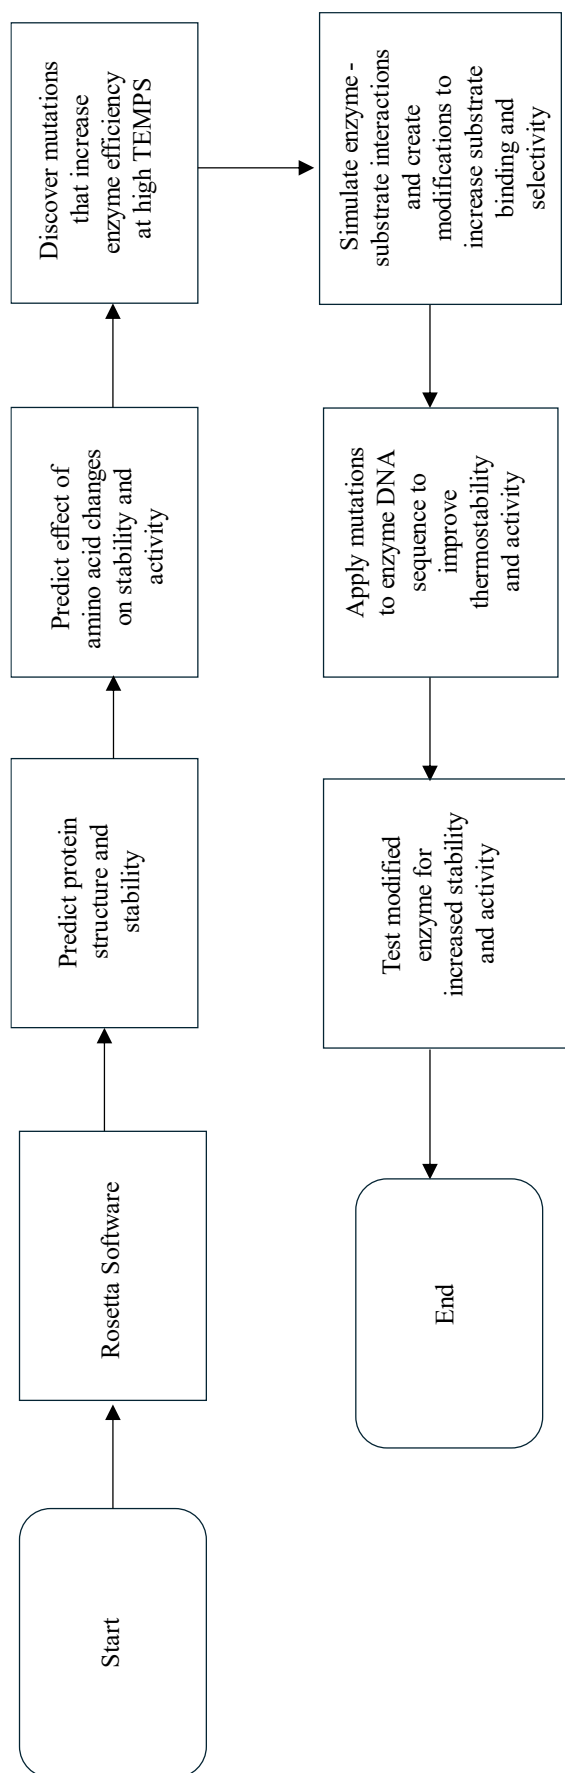 Start
Rosetta Software
Predict protein
structure and
stability
Predict effect of
amino acid changes
on stability and
activity
Discover mutations
that increase
enzyme efficiency
at high TEMPS
Simulate enzyme -
substrate interactions
and create
modifications to
increase substrate
binding and
selectivity
Apply mutations
to enzyme DNA
sequence to
improve
thermostability
and activity
Test modified
enzyme for
increased stability
and activity
End